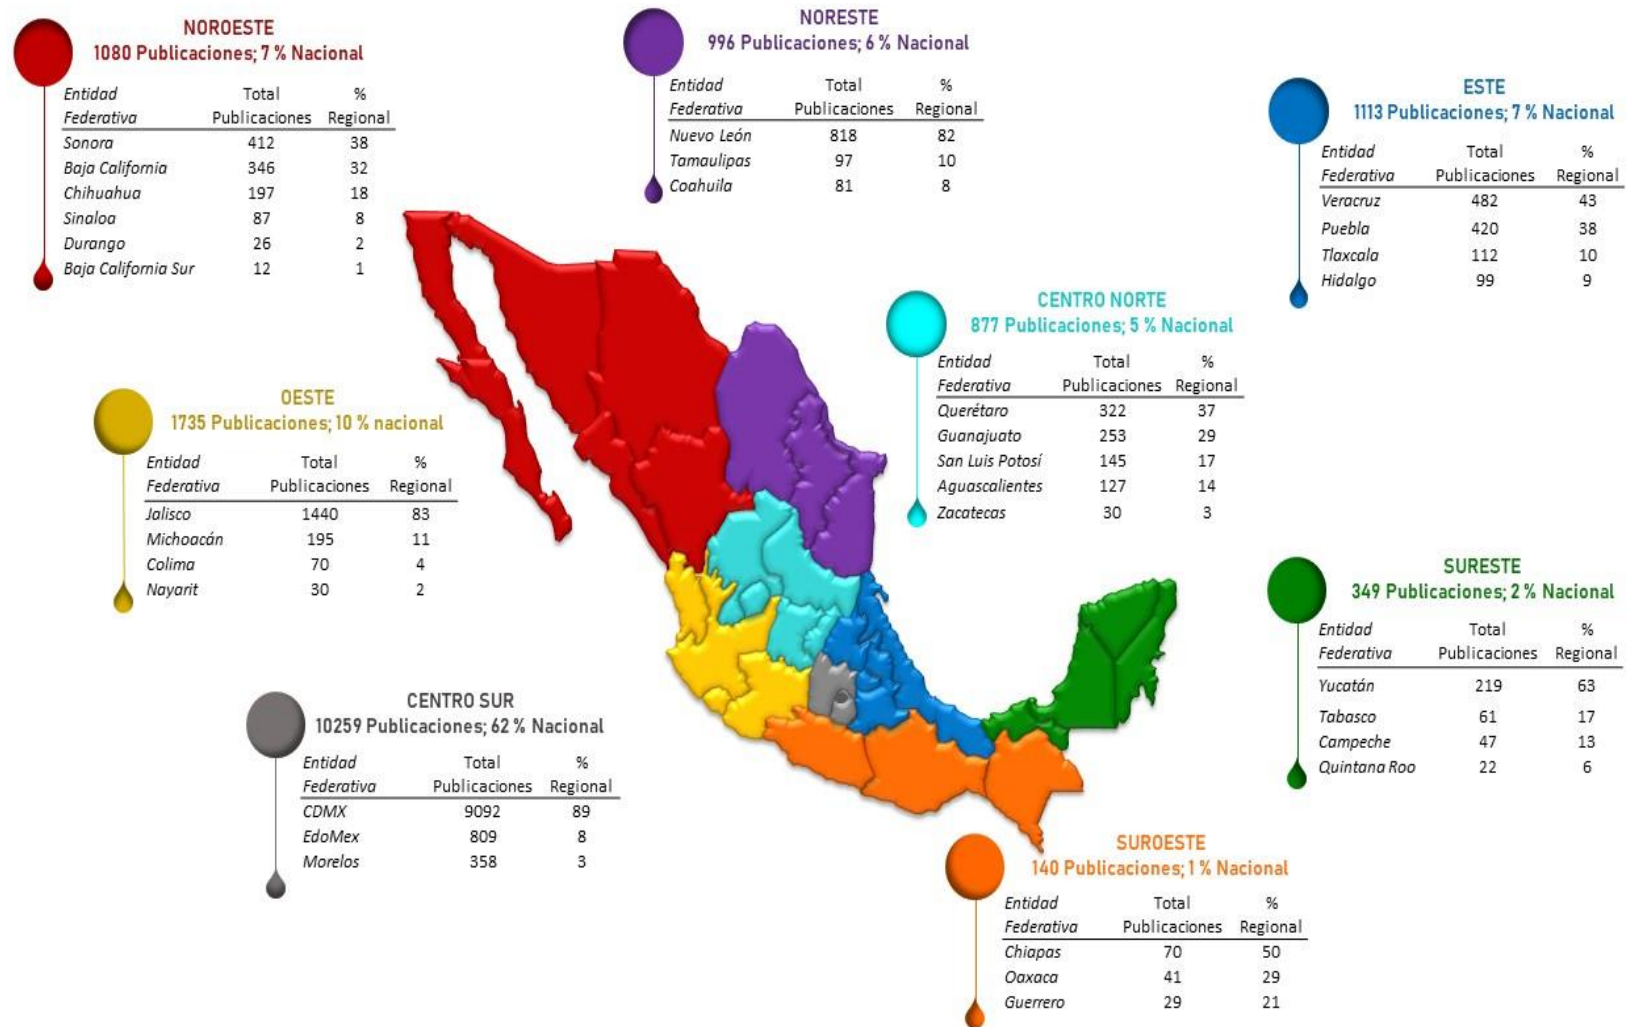 NOROESTE
1080 Publicaciones; 7 % Nacional
Entidad Total %
Federativa Publicaciones Regional
Sonora 412 38
Baja California 346 32
Chihuahua 197 18
Sinaloa 87 8
Durango 26 2
Baja California Sur 12 1
NORESTE
996 Publicaciones; 6 % Nacional
Entidad Total %
Federativa Publicaciones Regional
Nuevo León 818 82
Tamaulipas 97 10
Coahuila 81 8
ESTE
1113 Publicaciones; 7 % Nacional
Entidad Total %
Federativa Publicaciones Regional
Veracruz 482 43
Puebla 420 38
Tlaxcala 112 10
Hidalgo 99 9
CENTRO NORTE
877 Publicaciones; 5 % Nacional
Entidad Total %
Federativa Publicaciones Regional
Querétaro 322 37
Guanajuato 253 29
San Luis Potosí 145 17
Aguascalientes 127 14
Zacatecas 30 3
OESTE
1735 Publicaciones; 10 % nacional
Entidad Total %
Federativa Publicaciones Regional
Jalisco 1440 83
Michoacán 195 11
Colima 70 4
Nayarit 30 2
SURESTE
349 Publicaciones; 2 % Nacional
Entidad Total %
Federativa Publicaciones Regional
Yucatán 219 63
Tabasco 61 17
Campeche 47 13
Quintana Roo 22 6
CENTRO SUR
10259 Publicaciones; 62 % Nacional
Entidad Total %
Federativa Publicaciones Regional
CDMX 9092 89
EdoMex 809 8
Morelos 358 3
SUROESTE
140 Publicaciones; 1 % Nacional
Entidad Total %
Federativa Publicaciones Regional
Chiapas 70 50
Oaxaca 41 29
Guerrero 29 21